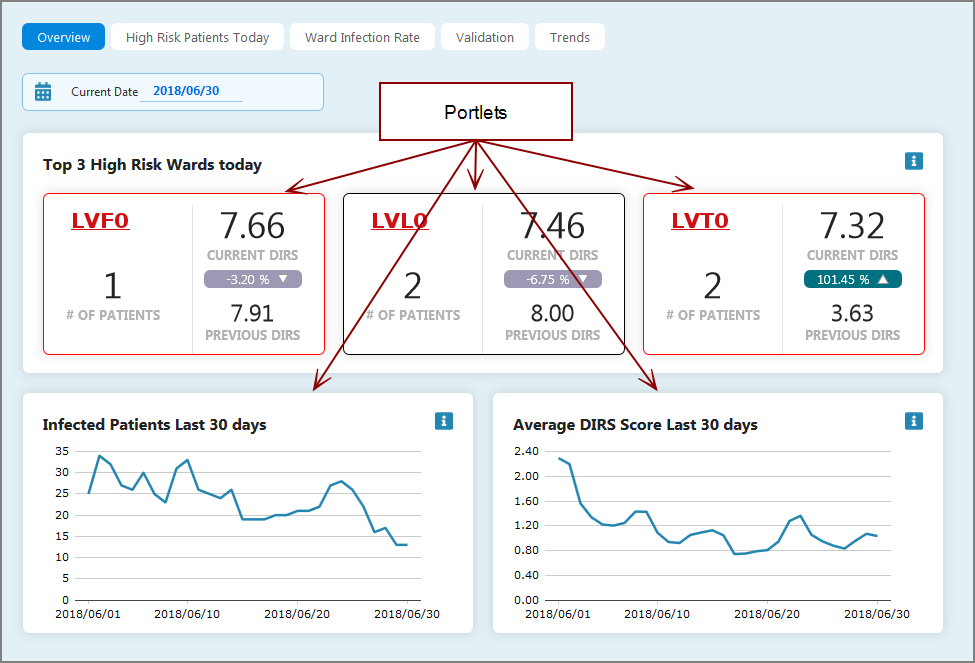 Overview High Risk Patients Today Ward Infection Rate Validation Trends
Current Date 2018/06/30
Portlets
Top 3 High Risk Wards today
LVF0
7.66
CURRENT DIRS
-3.20 % ▼
1
# OF PATIENTS
7.91
PREVIOUS DIRS
LVL0
7.46
CURRENT DIRS
-6.75 % ▼
2
# OF PATIENTS
8.00
PREVIOUS DIRS
LVT0
7.32
CURRENT DIRS
101.45 % ▲
2
# OF PATIENTS
3.63
PREVIOUS DIRS
Infected Patients Last 30 days
35
30
25
20
15
10
5
0
2018/06/01 2018/06/10 2018/06/20 2018/06/30
Average DIRS Score Last 30 days
2.40
2.00
1.60
1.20
0.80
0.40
0.00
2018/06/01 2018/06/10 2018/06/20 2018/06/30